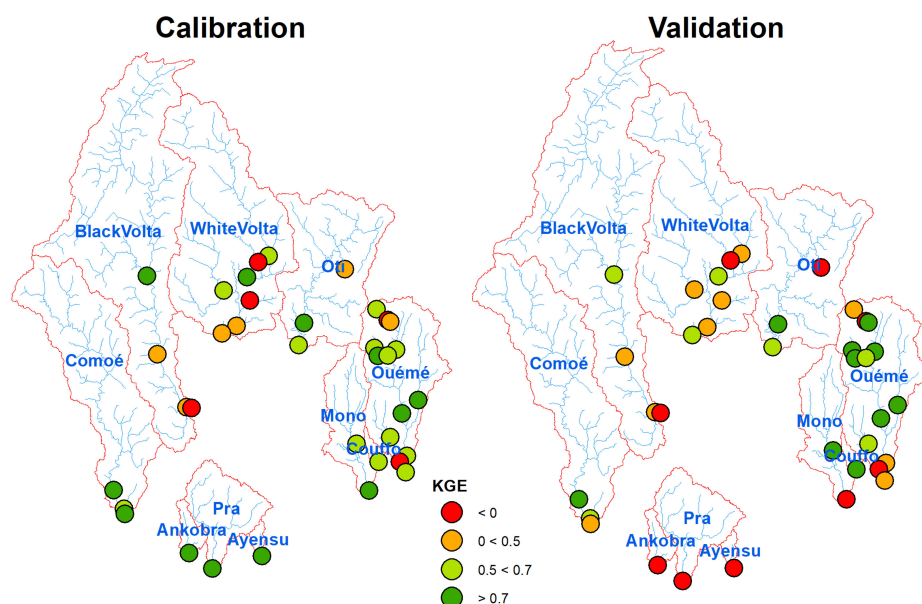 Calibration
Validation
BlackVolta
WhiteVolta
Oti
Comoé
Ouémé
Mono
Couffo
Pra
Ankobra
Ayensu
BlackVolta
WhiteVolta
Oti
Comoé
Ouémé
Mono
Couffo
Pra
Ankobra
Ayensu
KGE
< 0
0 < 0.5
0.5 < 0.7
> 0.7